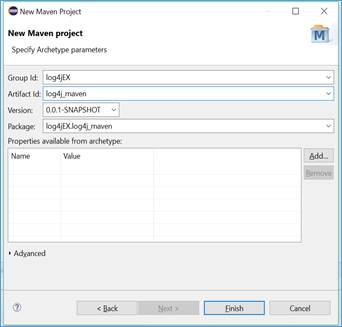 New Maven Project
New Maven project
Specify Archetype parameters
M
Group Id: log4jEX
Artifact Id: log4j_maven
Version: 0.0.1-SNAPSHOT
Package: log4jEX.log4j_maven
Properties available from archetype:
Name Value
Add...
Remove
Advanced
? < Back Next > Finish Cancel